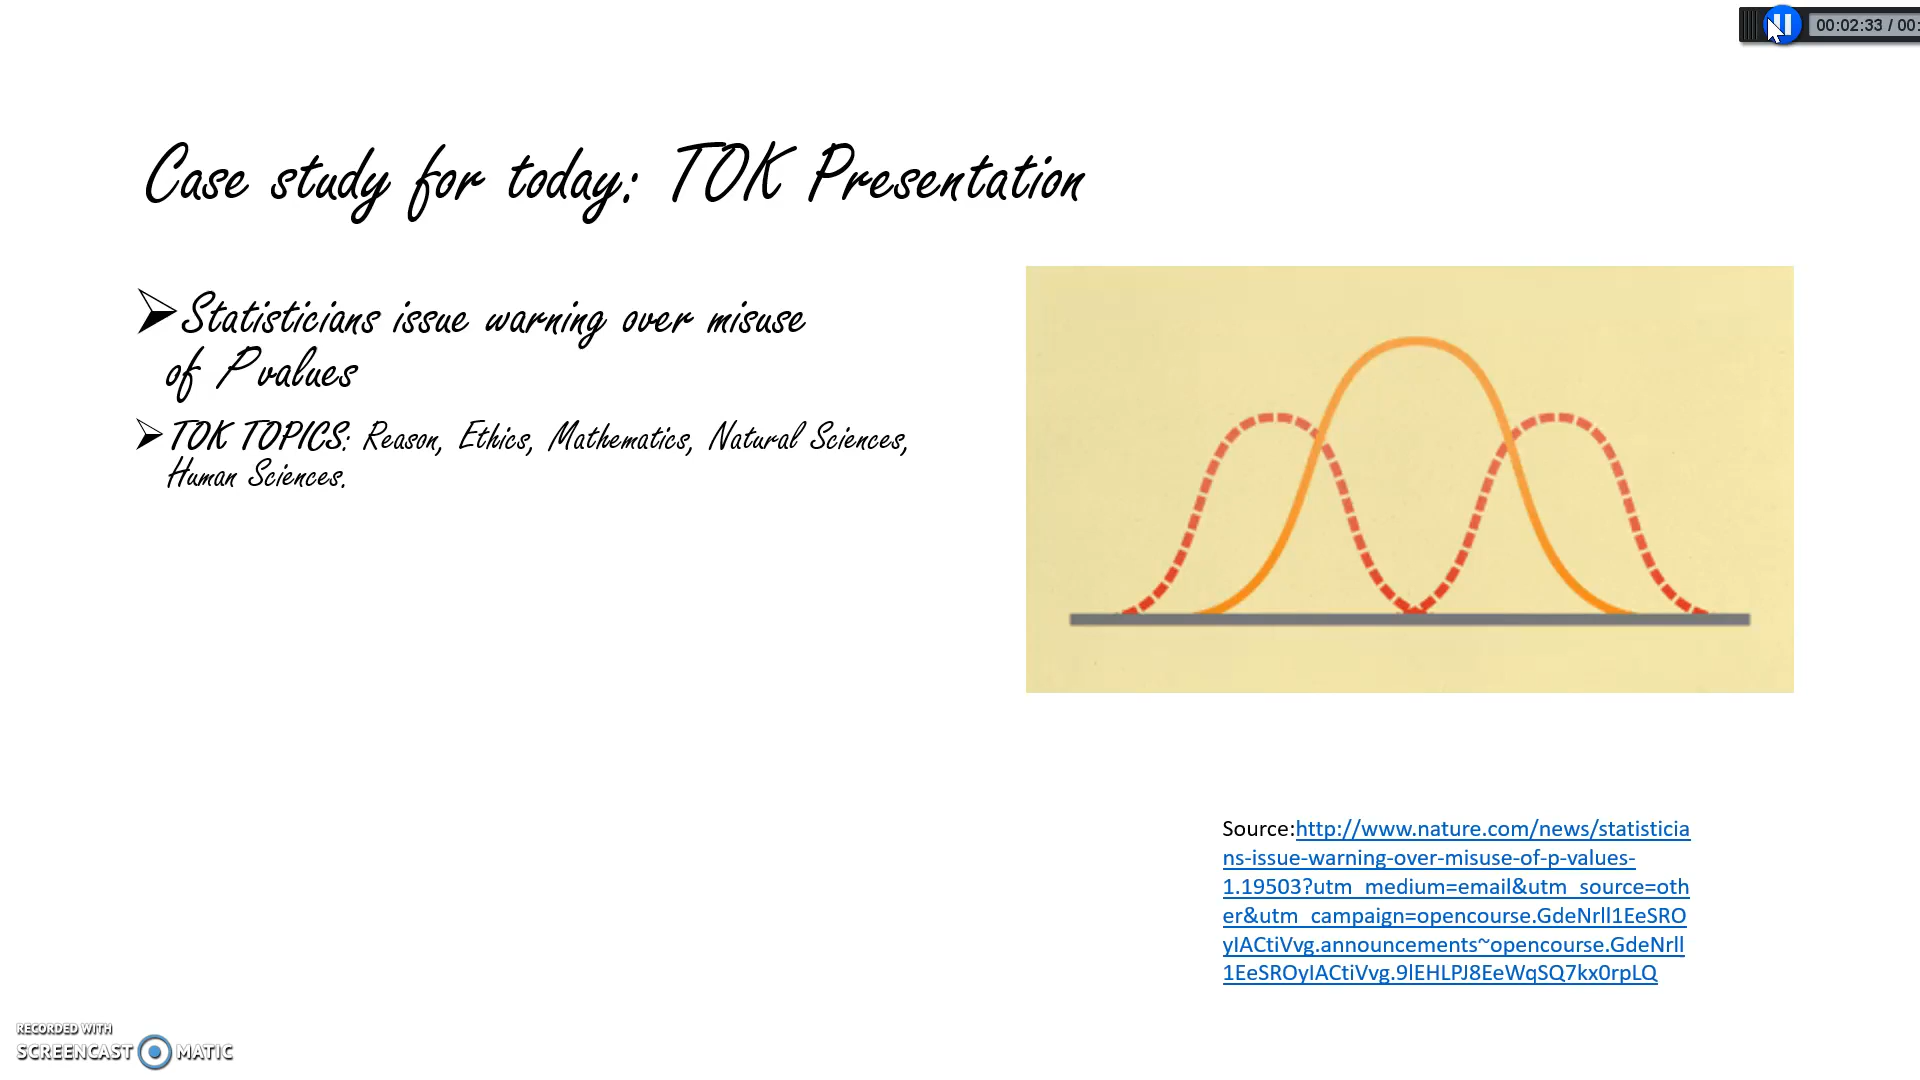 00:02:33 / 00:
Case study for today: TOK Presentation
Statisticians issue warning over misuse
of P values
TOK TOPICS: Reason, Ethics, Mathematics, Natural Sciences,
Human Sciences.
Source:http://www.nature.com/news/statisticia
ns-issue-warning-over-misuse-of-p-values-
1.19503?utm_medium=email&utm_source=oth
er&utm_campaign=opencourse.GdeNrll1EeSRO
yIACtiVvg.announcements~opencourse.GdeNrll
1EeSROyIACtiVvg.9lEHLPJ8EeWqSQ7kx0rpLQ
RECORDED WITH
SCREENCAST MATIC